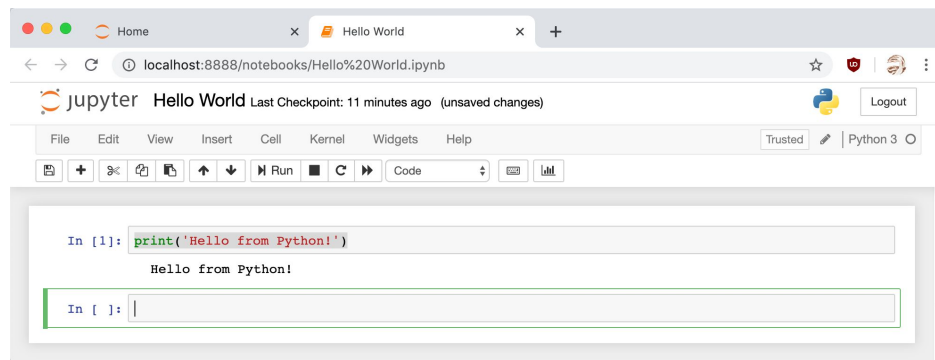 Home
Hello World
localhost:8888/notebooks/Hello%20World.ipynb
jupyter Hello World Last Checkpoint: 11 minutes ago (unsaved changes) Logout
File Edit View Insert Cell Kernel Widgets Help Trusted Python 3
Run Code
In [1]: print('Hello from Python!')
Hello from Python!
In [ ]: